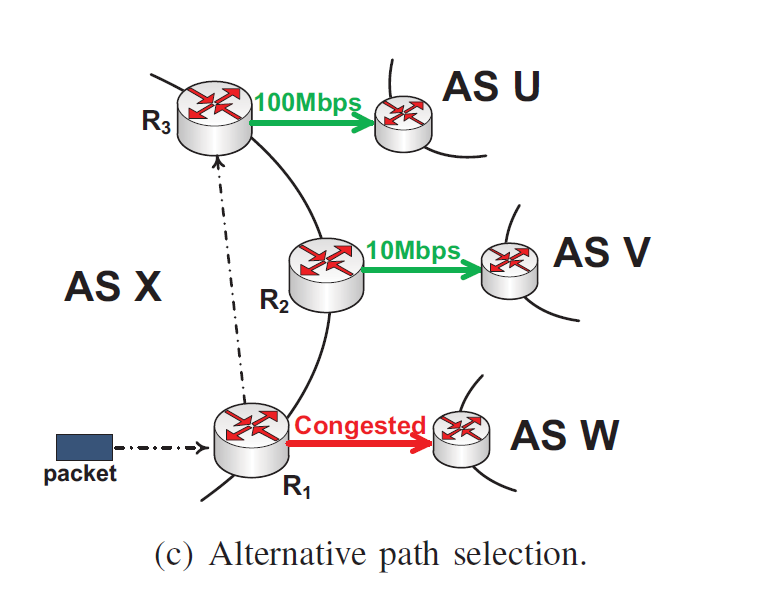 100Mbps
AS U
R3
10Mbps
AS V
AS X
R2
Congested
AS W
packet
R1
(c) Alternative path selection.